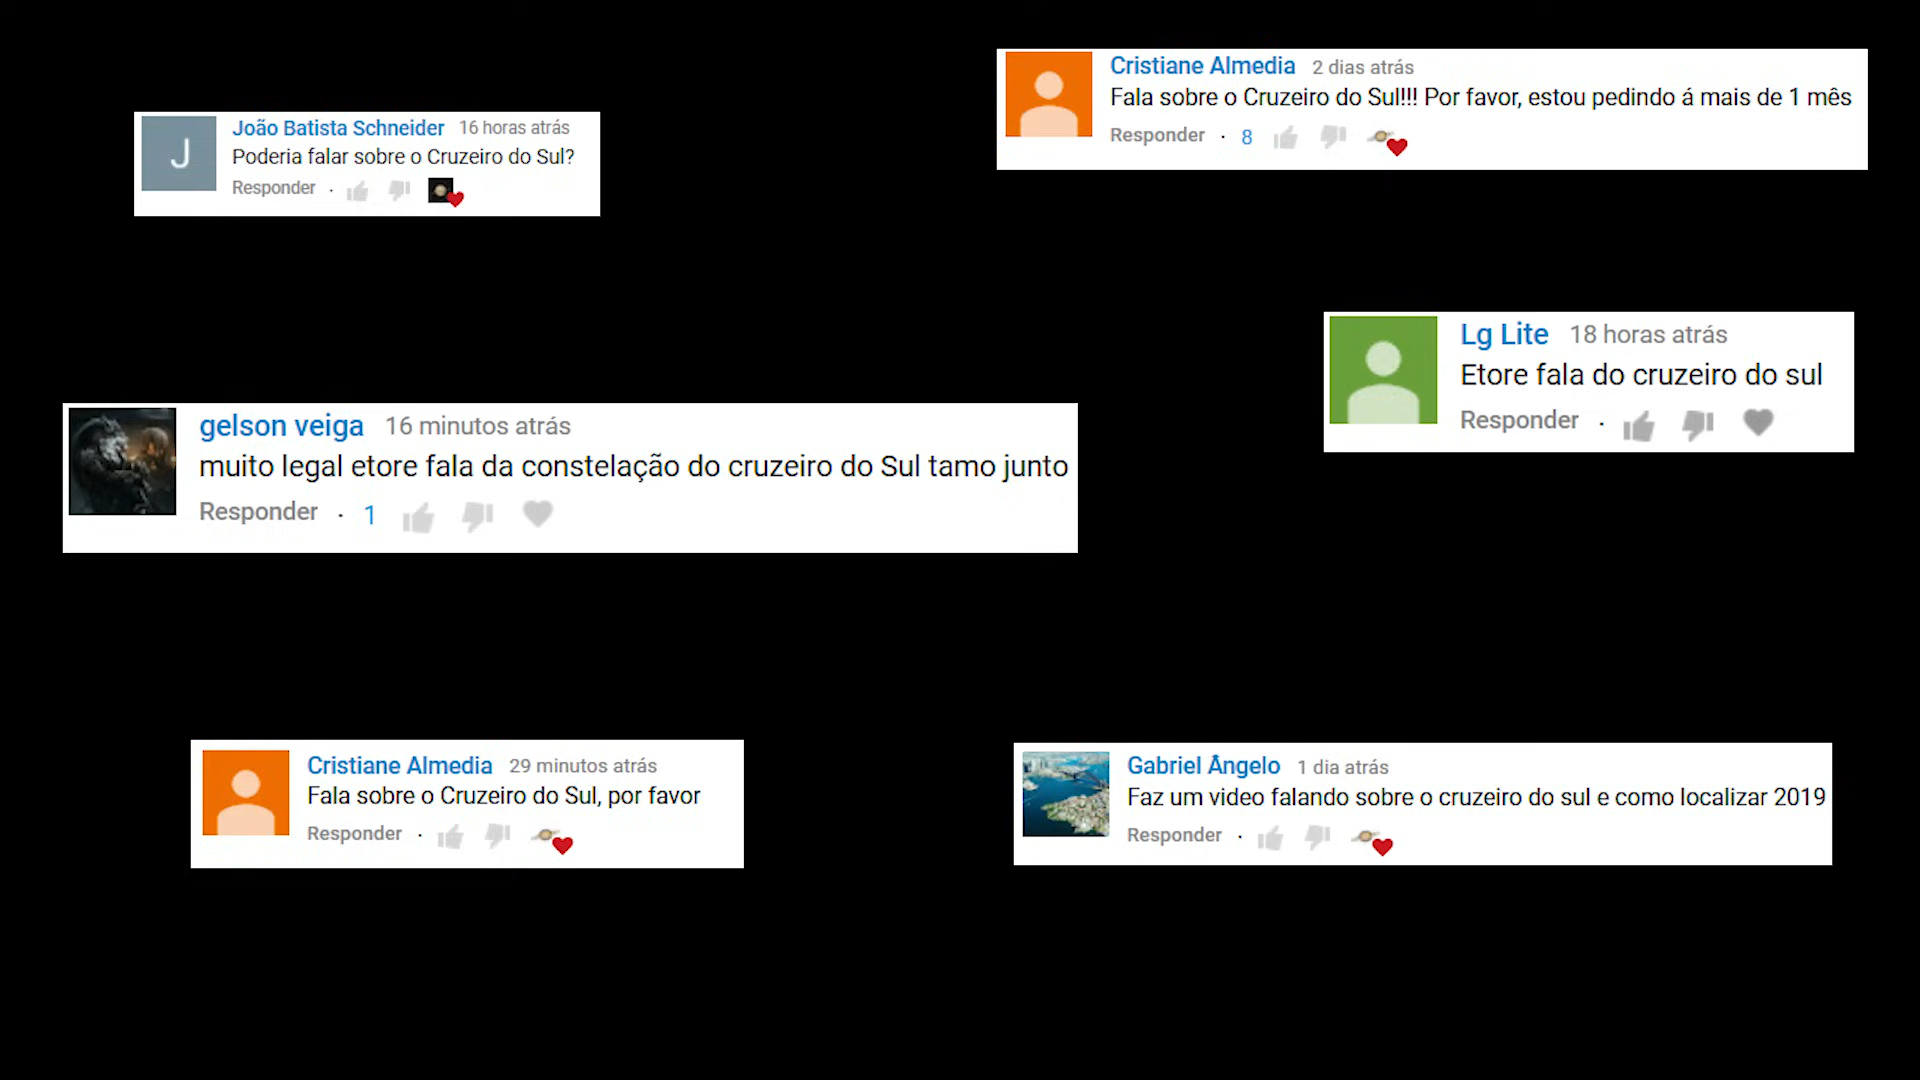 J
João Batista Schneider 16 horas atrás
Poderia falar sobre o Cruzeiro do Sul?
Responder ·
Cristiane Almedia 2 dias atrás
Fala sobre o Cruzeiro do Sul!!! Por favor, estou pedindo á mais de 1 mês
Responder · 8
Lg Lite 18 horas atrás
Etore fala do cruzeiro do sul
Responder ·
gelson veiga 16 minutos atrás
muito legal etore fala da constelação do cruzeiro do Sul tamo junto
Responder · 1
Cristiane Almedia 29 minutos atrás
Fala sobre o Cruzeiro do Sul, por favor
Responder ·
Gabriel Ângelo 1 dia atrás
Faz um video falando sobre o cruzeiro do sul e como localizar 2019
Responder ·